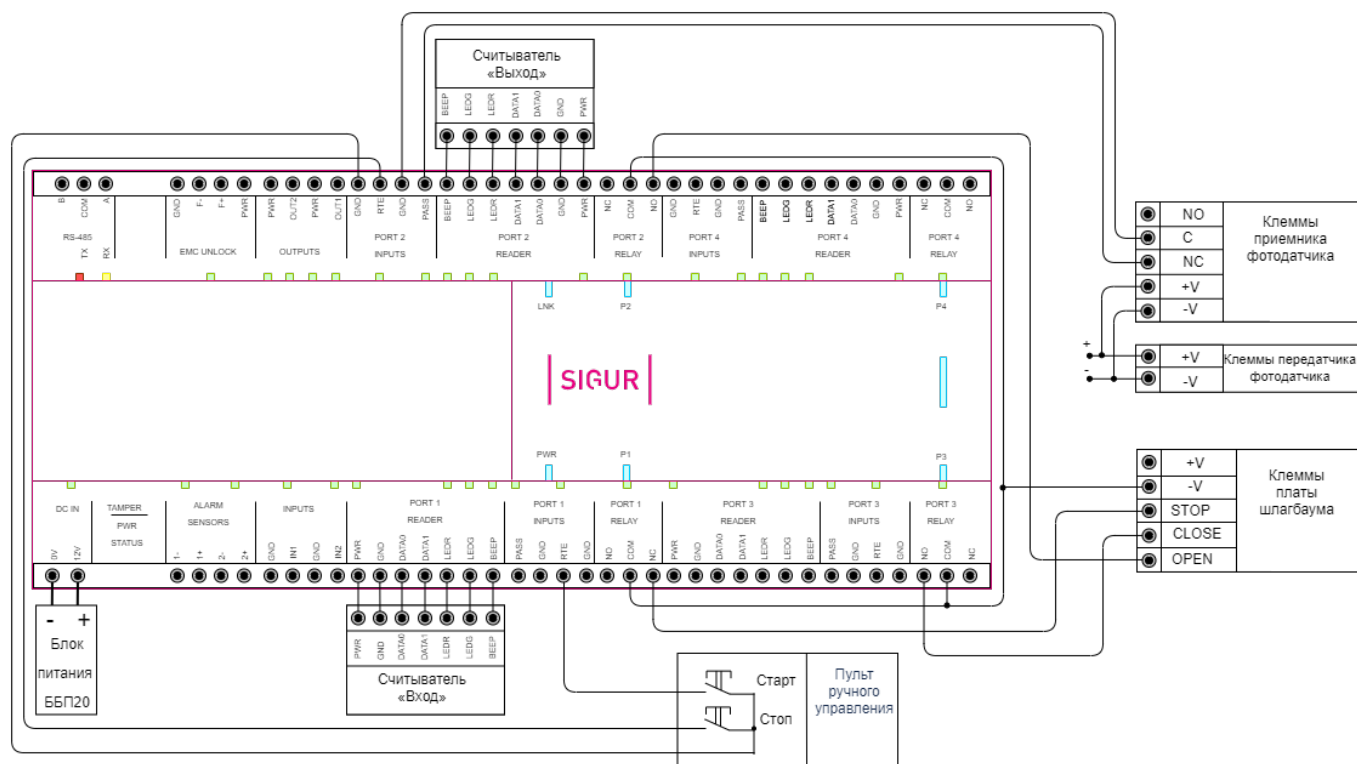 Считыватель
«Выход»
BEEP LEDG LEDR DATA1 DATA0 GND PWR
B COM A GND F- F+ PWR PWR OUT2 PWR OUT1 GND RTE GND PASS BEEP LEDG LEDR DATA1 DATA0 GND PWR NC COM NO GND RTE GND PASS BEEP LEDG LEDR DATA1 DATA0 GND PWR NC COM NO
RS-485
TX RX
EMC UNLOCK
OUTPUTS
PORT 2
INPUTS
PORT 2
READER
PORT 2
RELAY
PORT 4
INPUTS
PORT 4
READER
PORT 4
RELAY
LNK P2 P4
SIGUR
PWR P1 P3
DC IN
TAMPER
PWR
STATUS
ALARM
SENSORS
INPUTS
PORT 1
READER
PORT 1
INPUTS
PORT 1
RELAY
PORT 3
READER
PORT 3
INPUTS
PORT 3
RELAY
0V 12V 1- 1+ 2- 2+ GND IN1 GND IN2 PWR GND DATA0 DATA1 LEDR LEDG BEEP PASS GND RTE GND NO COM NC PWR GND DATA0 DATA1 LEDR LEDG BEEP PASS GND RTE GND NO COM NC
- +
Блок
питания
ББП20
PWR GND DATA0 DATA1 LEDR LEDG BEEP
Считыватель
«Вход»
Старт
Стоп
Пульт
ручного
управления
NO
C
NC
+V
-V
Клеммы
приемника
фотодатчика
+
-
+V
-V
Клеммы передатчика
фотодатчика
+V
-V
STOP
CLOSE
OPEN
Клеммы
платы
шлагбаума